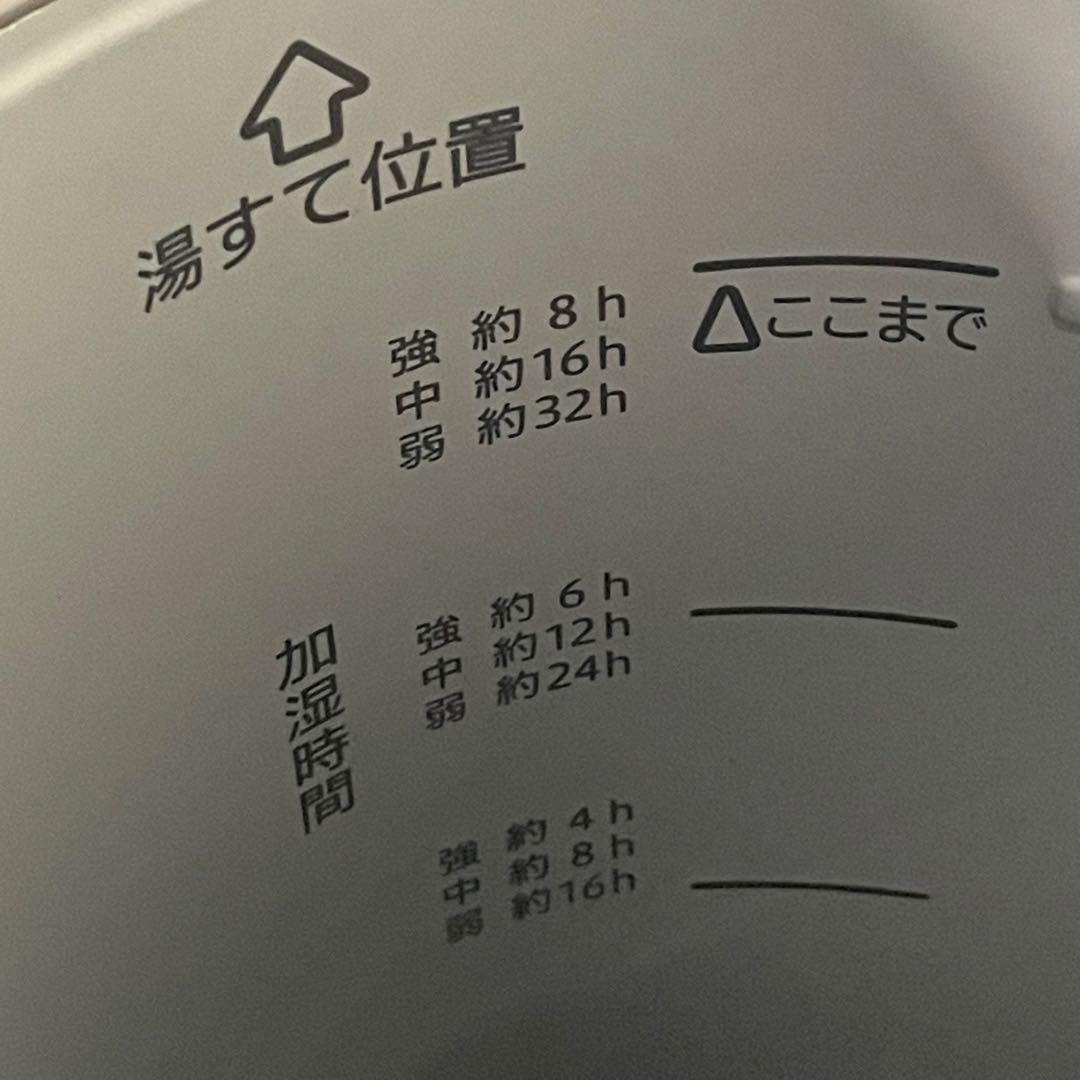 湯すて位置
強 約 8 h
中 約16h
弱 約32h
△ここまで
加湿時間
強 約 6 h
中 約12h
弱 約24h
強 約 4 h
中 約 8 h
弱 約16h